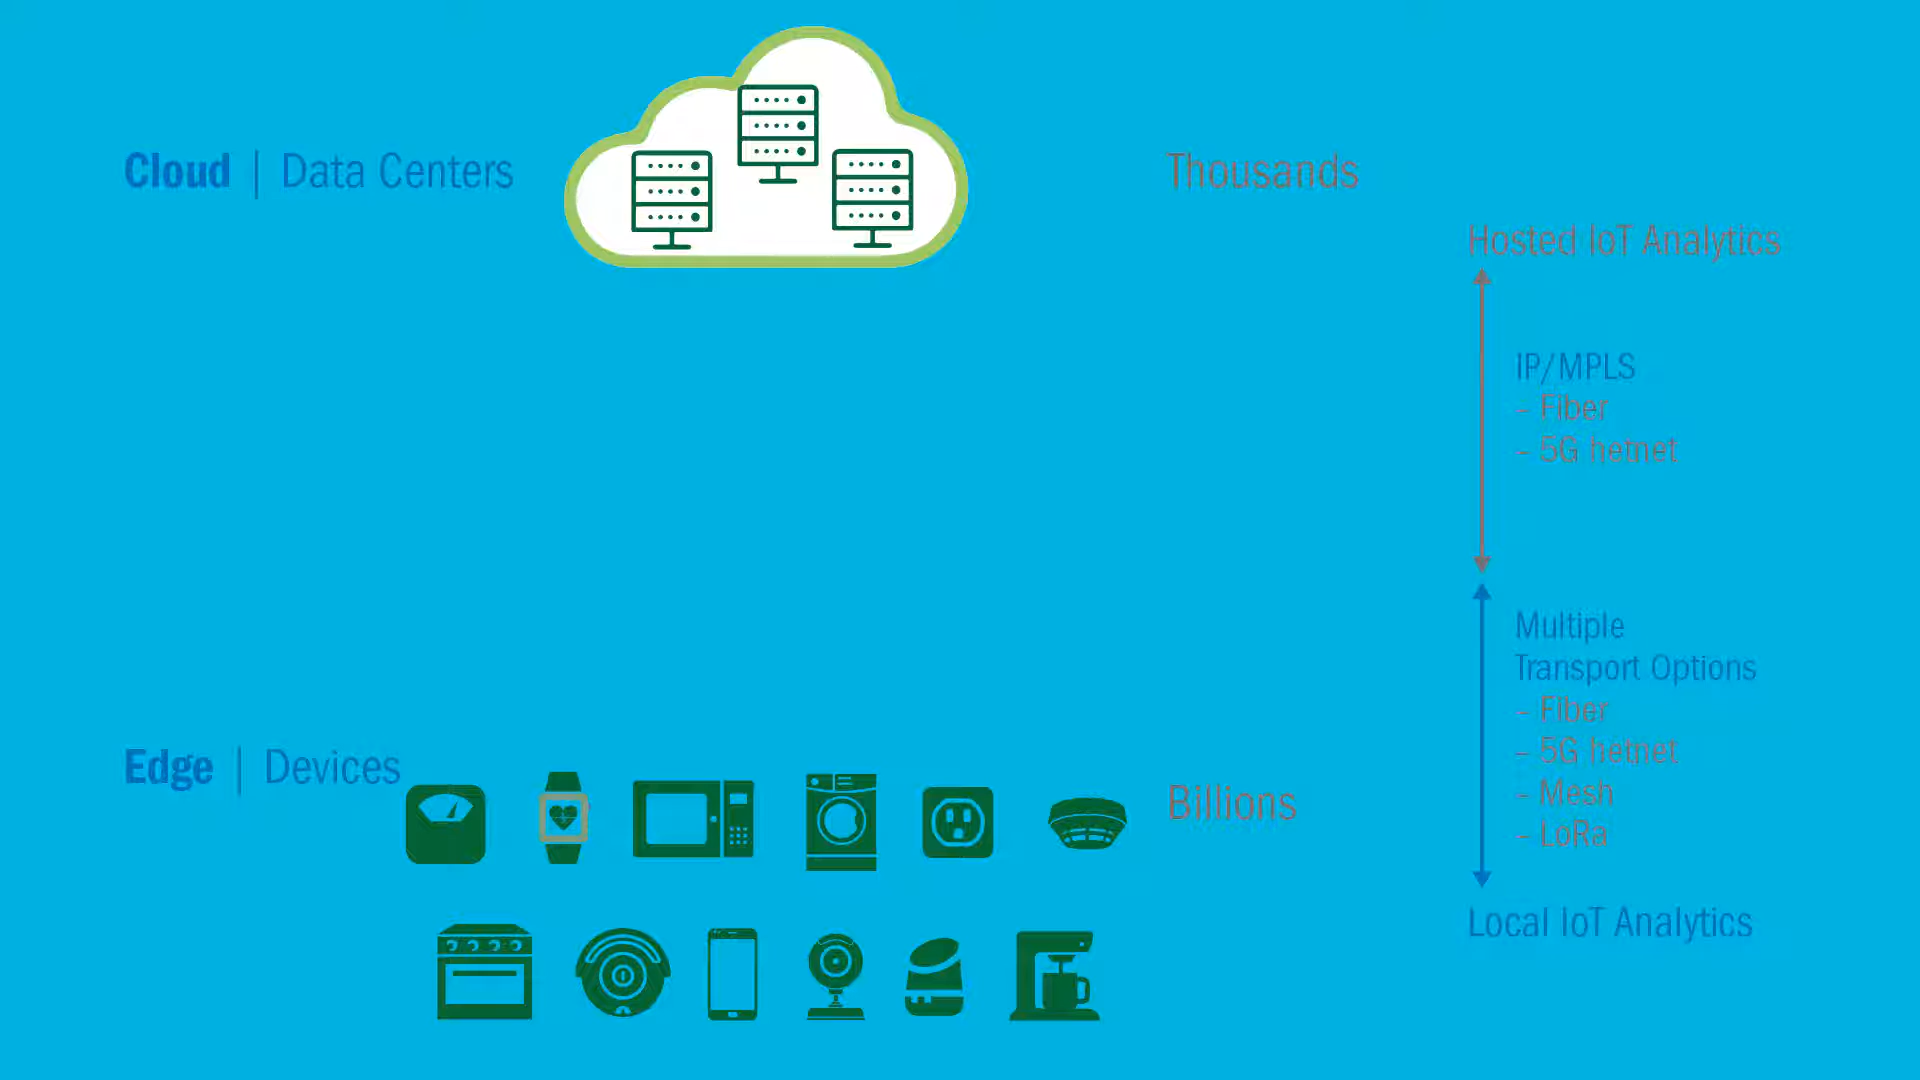 Cloud | Data Centers
Thousands
Hosted IoT Analytics
IP/MPLS
- Fiber
- 5G hetnet
Multiple
Transport Options
- Fiber
- 5G hetnet
- Mesh
- LoRa
Edge | Devices
Billions
Local IoT Analytics